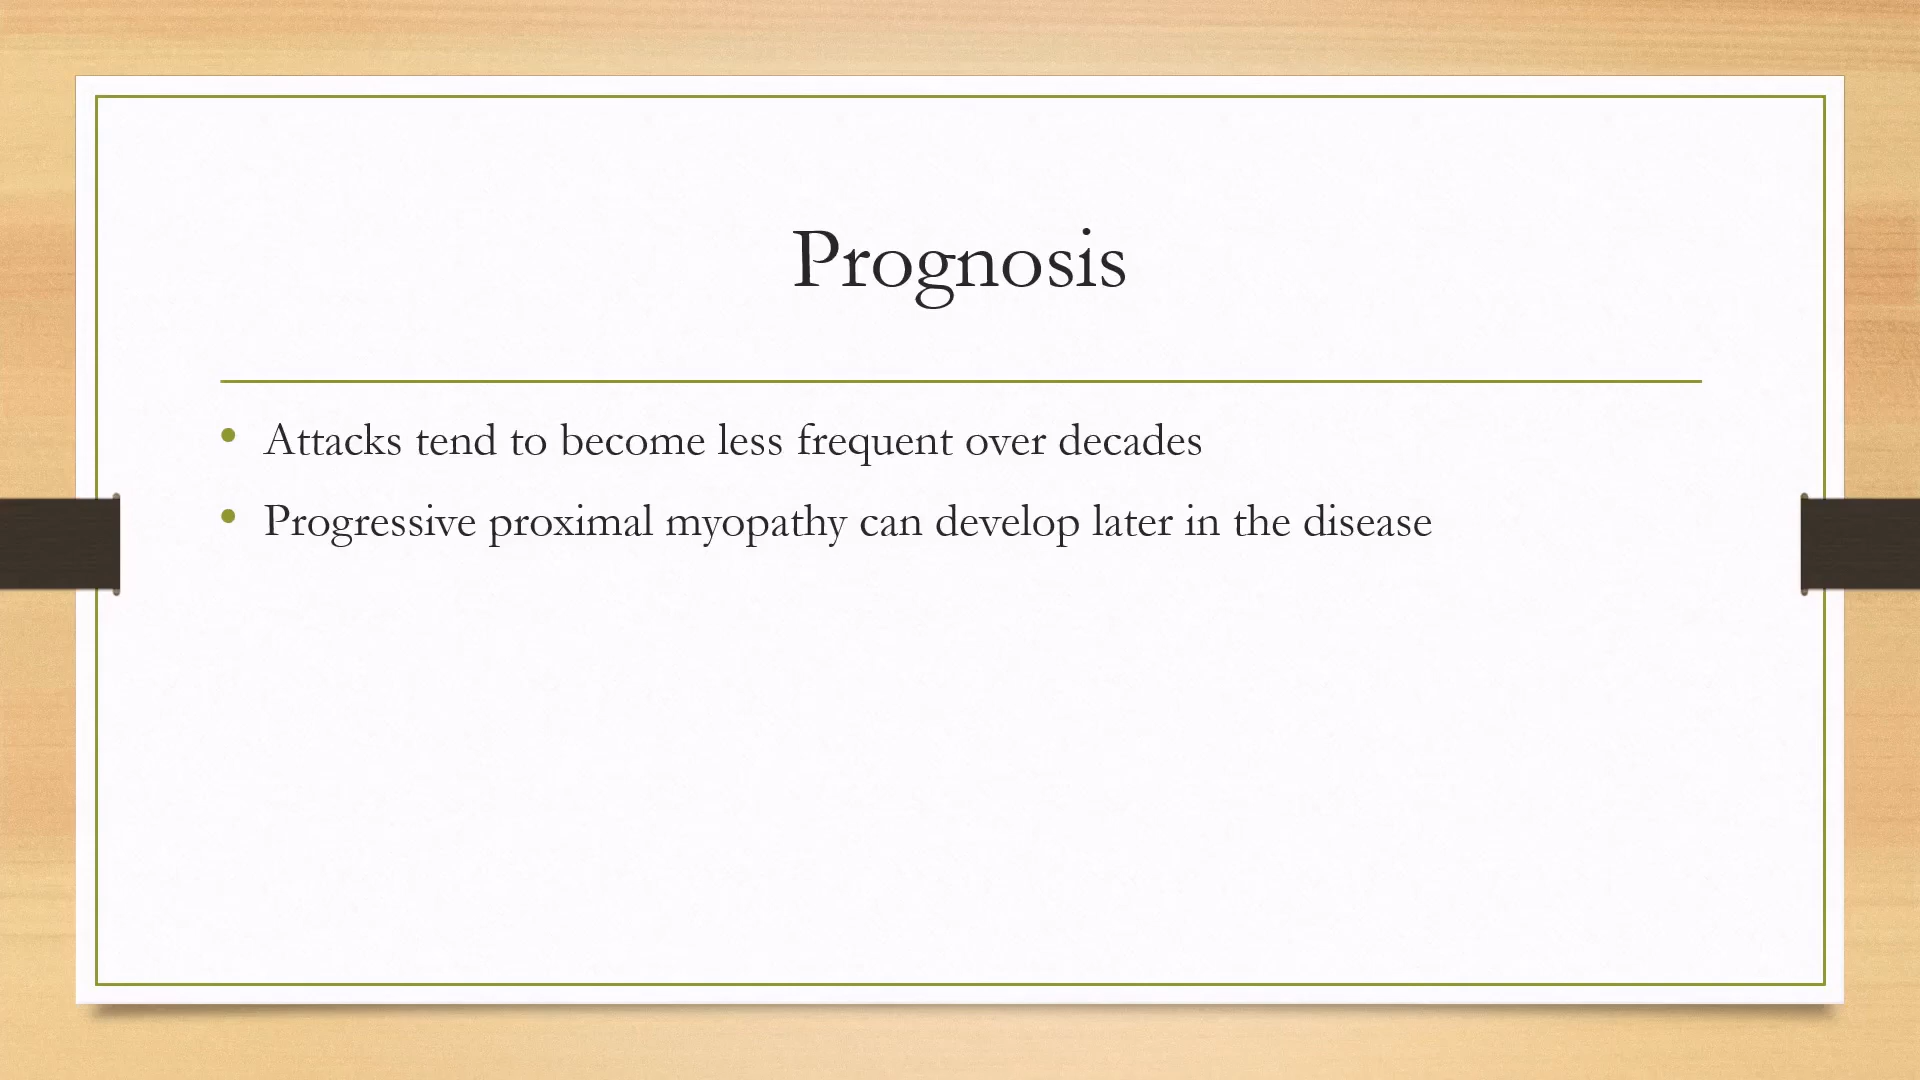 Prognosis
• Attacks tend to become less frequent over decades
• Progressive proximal myopathy can develop later in the disease